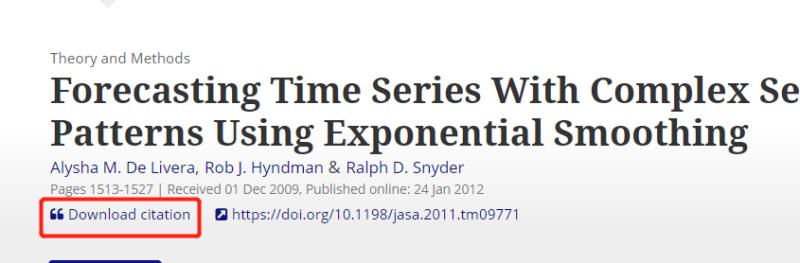 Theory and Methods
Forecasting Time Series With Complex Se
Patterns Using Exponential Smoothing
Alysha M. De Livera, Rob J. Hyndman & Ralph D. Snyder
Pages 1513-1527 | Received 01 Dec 2009, Published online: 24 Jan 2012
❝ Download citation https://doi.org/10.1198/jasa.2011.tm09771